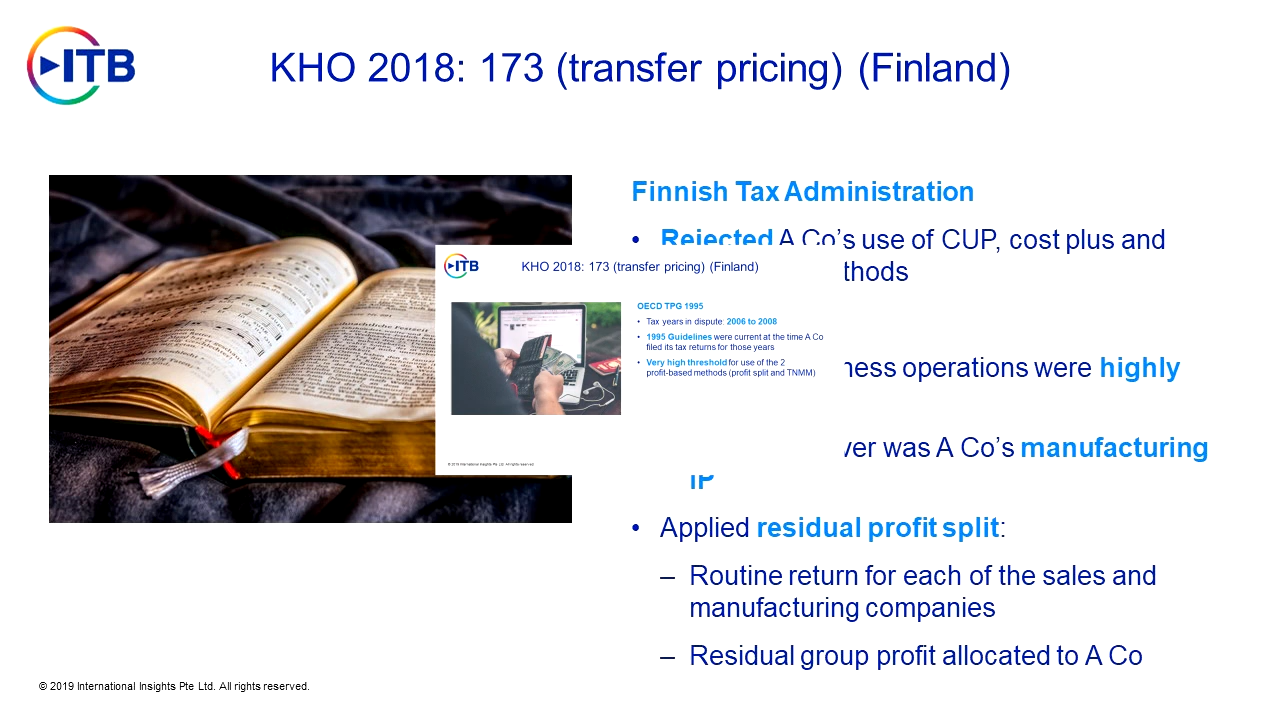 ITB
KHO 2018: 173 (transfer pricing) (Finland)
Finnish Tax Administration
• Rejected A Co’s use of CUP, cost plus and
ness operations were highly
was A Co’s manufacturing
IP
• Applied residual profit split:
– Routine return for each of the sales and
manufacturing companies
– Residual group profit allocated to A Co
© 2019 International Insights Pte Ltd. All rights reserved.
ITB
KHO 2018: 173 (transfer pricing) (Finland)
OECD TPG 1995
• Tax years in dispute: 2006 to 2008
• 1995 Guidelines were current at the time A Co
filed its tax returns for those years
• Very high threshold for use of the 2
profit-based methods (profit split and TNMM)
© 2019 International Insights Pte Ltd. All rights reserved.